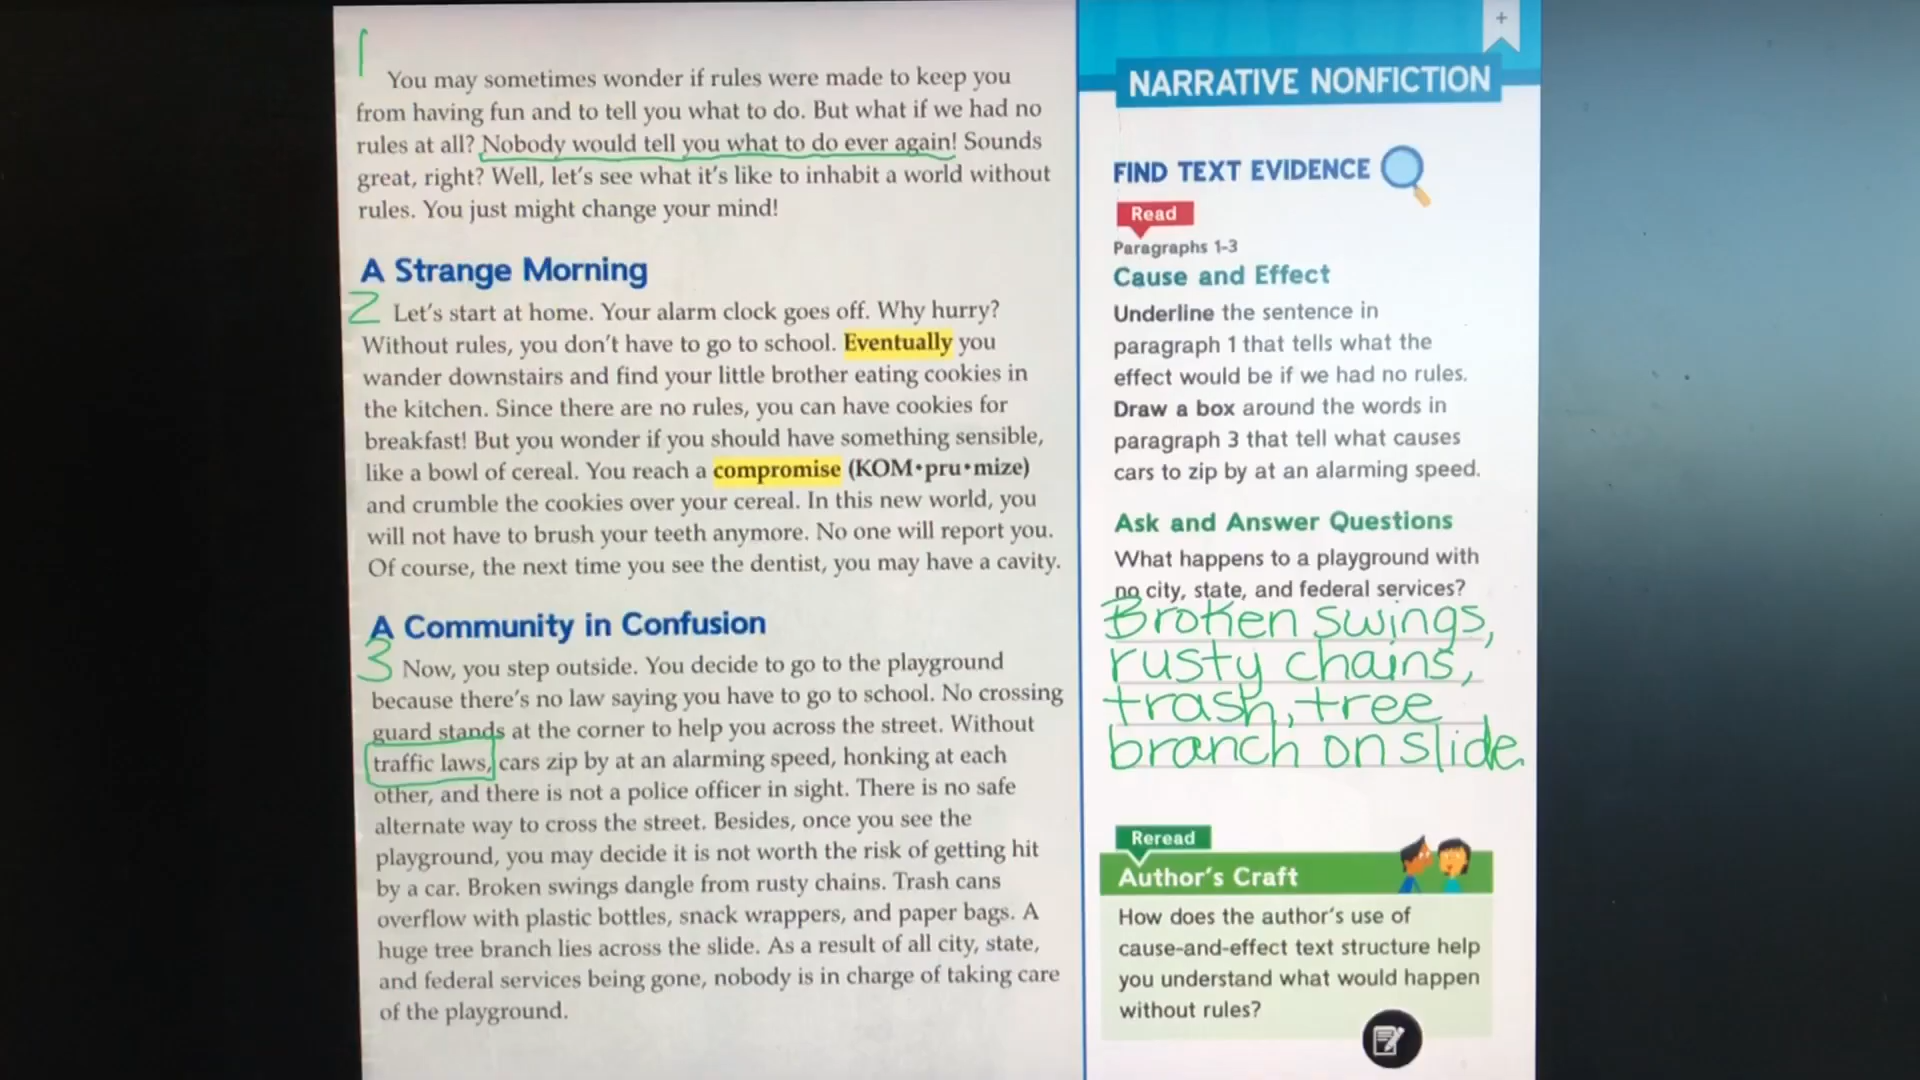 1
You may sometimes wonder if rules were made to keep you
from having fun and to tell you what to do. But what if we had no
rules at all? Nobody would tell you what to do ever again! Sounds
great, right? Well, let's see what it's like to inhabit a world without
rules. You just might change your mind!
A Strange Morning
2 Let's start at home. Your alarm clock goes off. Why hurry?
Without rules, you don't have to go to school. Eventually you
wander downstairs and find your little brother eating cookies in
the kitchen. Since there are no rules, you can have cookies for
breakfast! But you wonder if you should have something sensible,
like a bowl of cereal. You reach a compromise (KOM•pru•mize)
and crumble the cookies over your cereal. In this new world, you
will not have to brush your teeth anymore. No one will report you.
Of course, the next time you see the dentist, you may have a cavity.
A Community in Confusion
3 Now, you step outside. You decide to go to the playground
because there's no law saying you have to go to school. No crossing
guard stands at the corner to help you across the street. Without
traffic laws, cars zip by at an alarming speed, honking at each
other, and there is not a police officer in sight. There is no safe
alternate way to cross the street. Besides, once you see the
playground, you may decide it is not worth the risk of getting hit
by a car. Broken swings dangle from rusty chains. Trash cans
overflow with plastic bottles, snack wrappers, and paper bags. A
huge tree branch lies across the slide. As a result of all city, state,
and federal services being gone, nobody is in charge of taking care
of the playground.
+
NARRATIVE NONFICTION
FIND TEXT EVIDENCE
Read
Paragraphs 1-3
Cause and Effect
Underline the sentence in
paragraph 1 that tells what the
effect would be if we had no rules.
Draw a box around the words in
paragraph 3 that tell what causes
cars to zip by at an alarming speed.
Ask and Answer Questions
What happens to a playground with
no city, state, and federal services?
Broken swings,
rusty chains,
trash, tree
branch on slide.
Reread
Author's Craft
How does the author's use of
cause-and-effect text structure help
you understand what would happen
without rules?